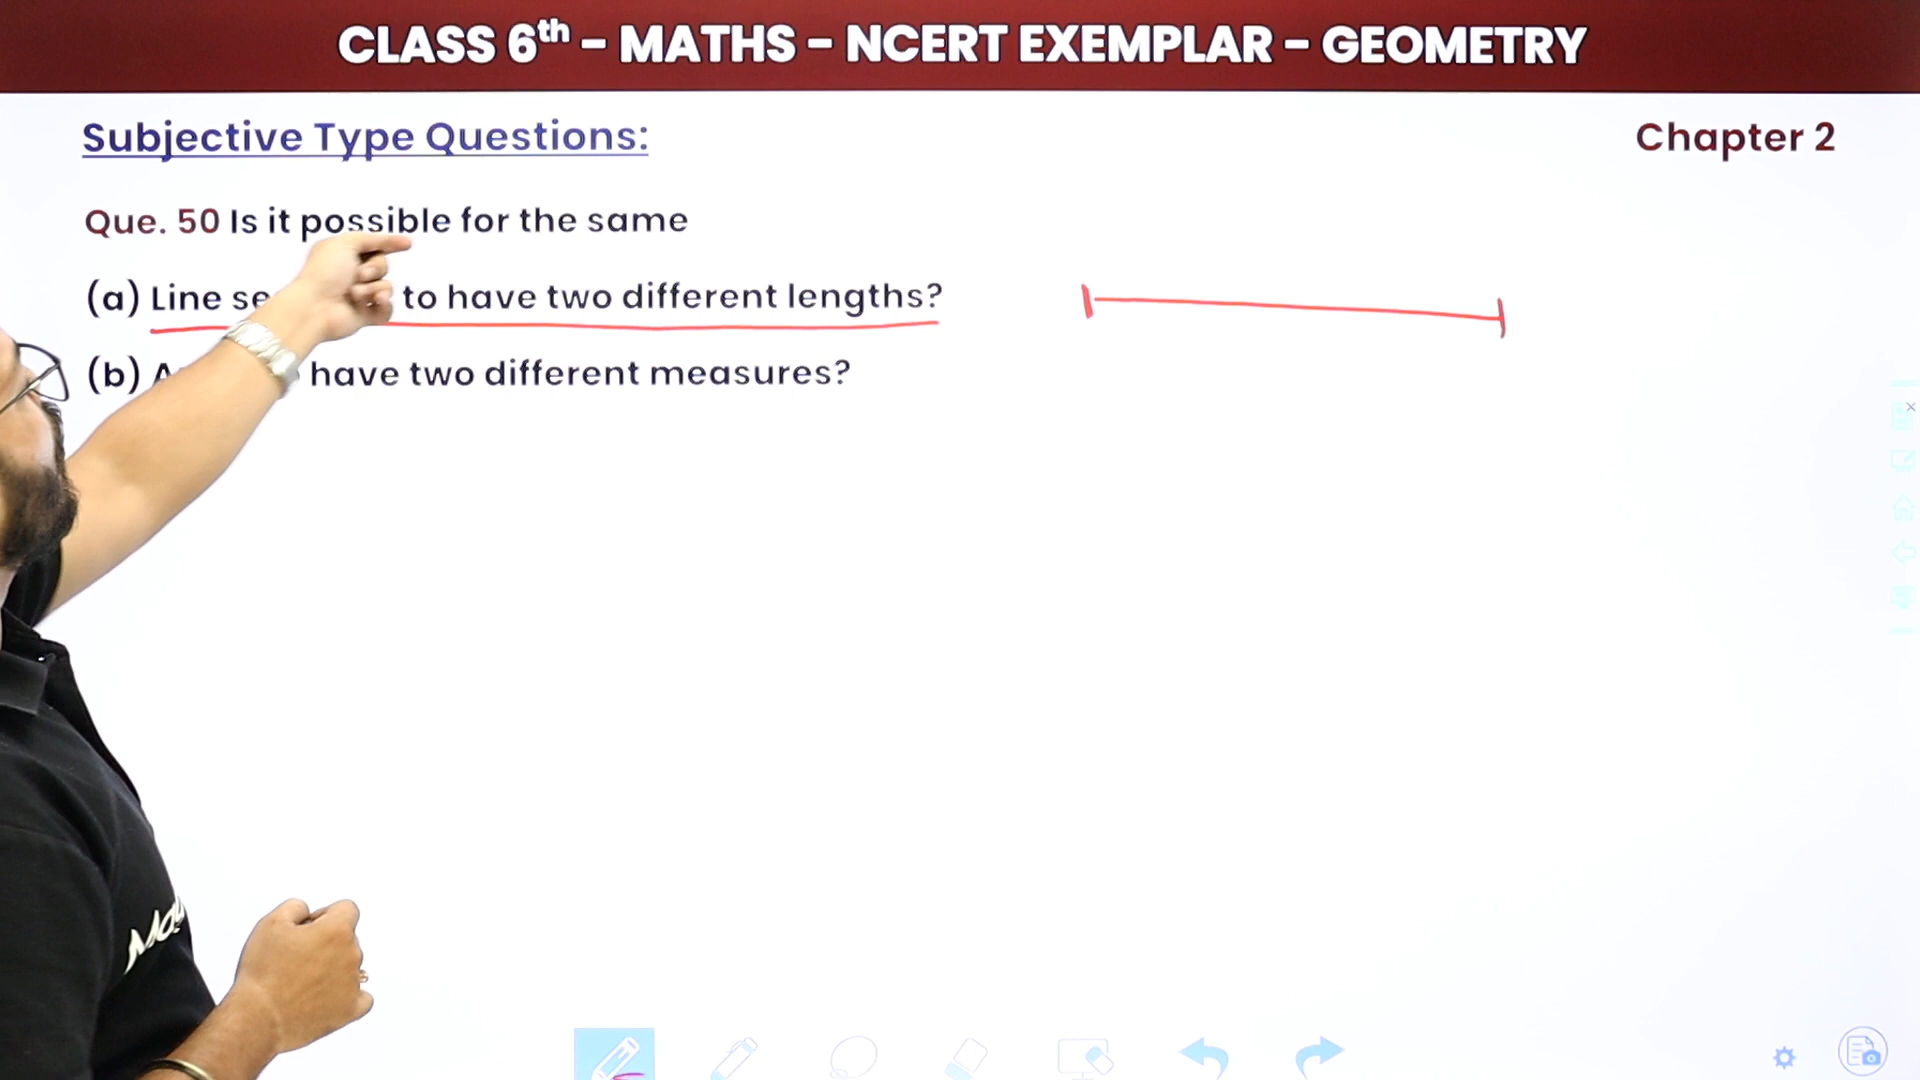 CLASS 6th – MATHS – NCERT EXEMPLAR – GEOMETRY
Subjective Type Questions:
Chapter 2
Que. 50 Is it possible for the same
(a) Line to have two different lengths?
(b) have two different measures?